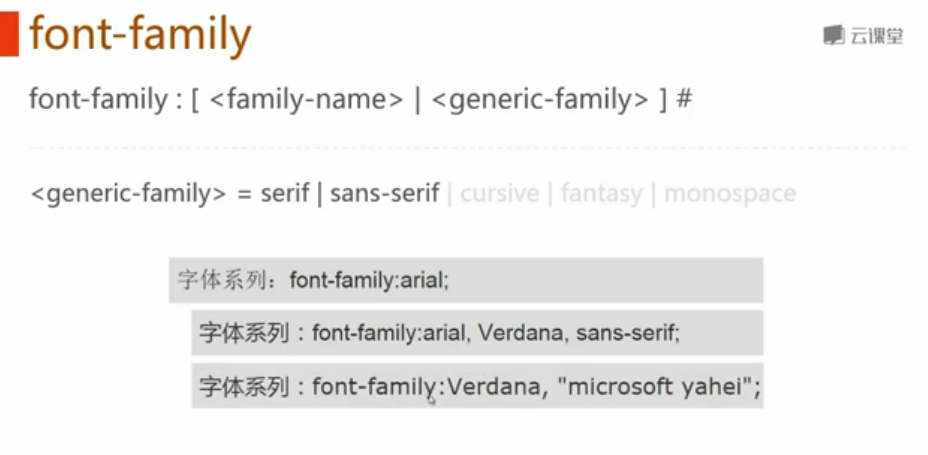 font-family
云课堂
font-family : [ <family-name> | <generic-family> ] #
<generic-family> = serif | sans-serif | cursive | fantasy | monospace
字体系列：font-family:arial;
字体系列：font-family:arial, Verdana, sans-serif;
字体系列：font-family:Verdana, "microsoft yahei";